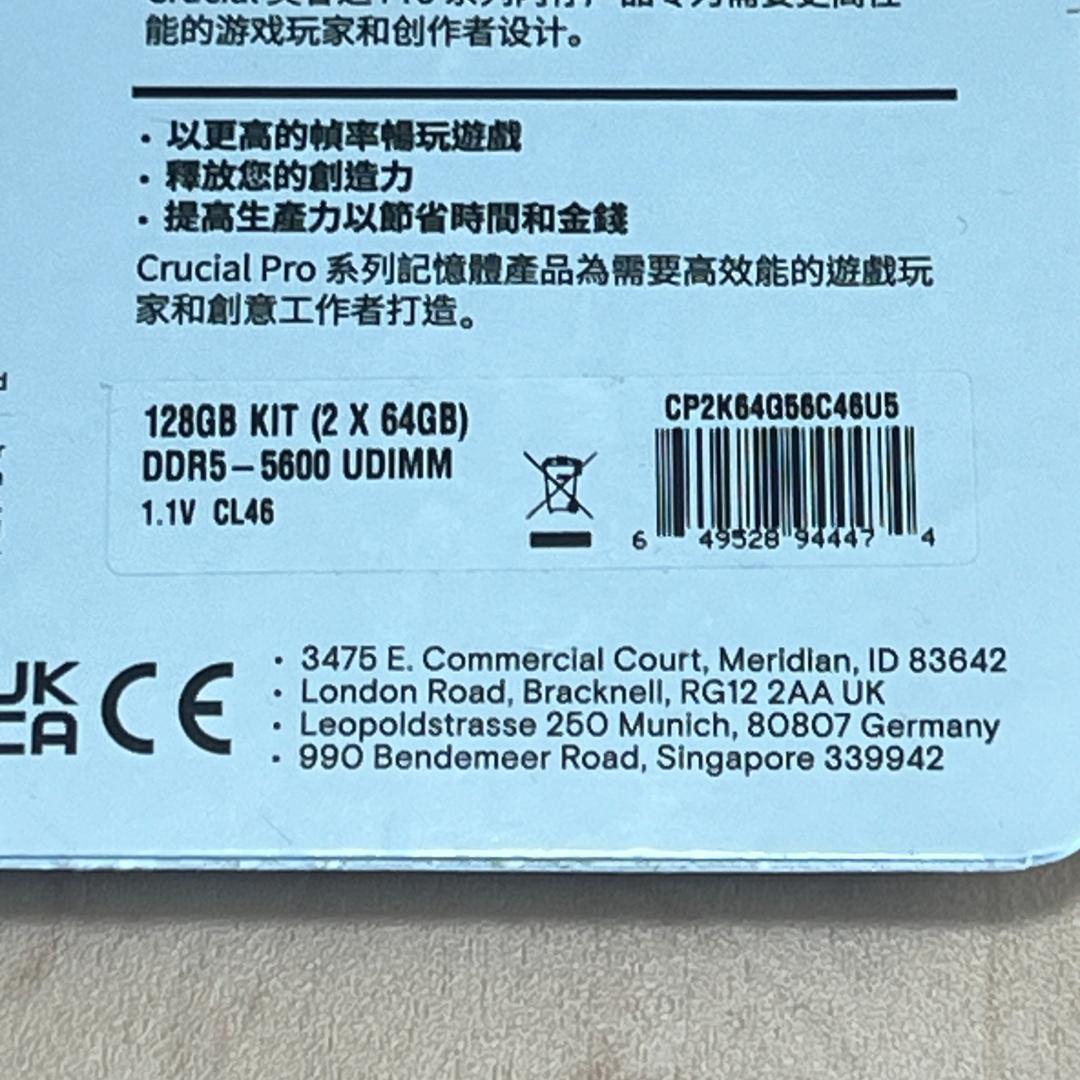 能的游戏玩家和创作者设计。
· 以更高的幀率暢玩遊戲
· 釋放您的創造力
· 提高生產力以節省時間和金錢
Crucial Pro 系列記憶體產品為需要高效能的遊戲玩
家和創意工作者打造。
128GB KIT (2 X 64GB)
DDR5-5600 UDIMM
1.1V CL46
CP2K64G56C46U5
6 49528 94447 4
UK
CA
CE
· 3475 E. Commercial Court, Meridian, ID 83642
· London Road, Bracknell, RG12 2AA UK
· Leopoldstrasse 250 Munich, 80807 Germany
· 990 Bendemeer Road, Singapore 339942